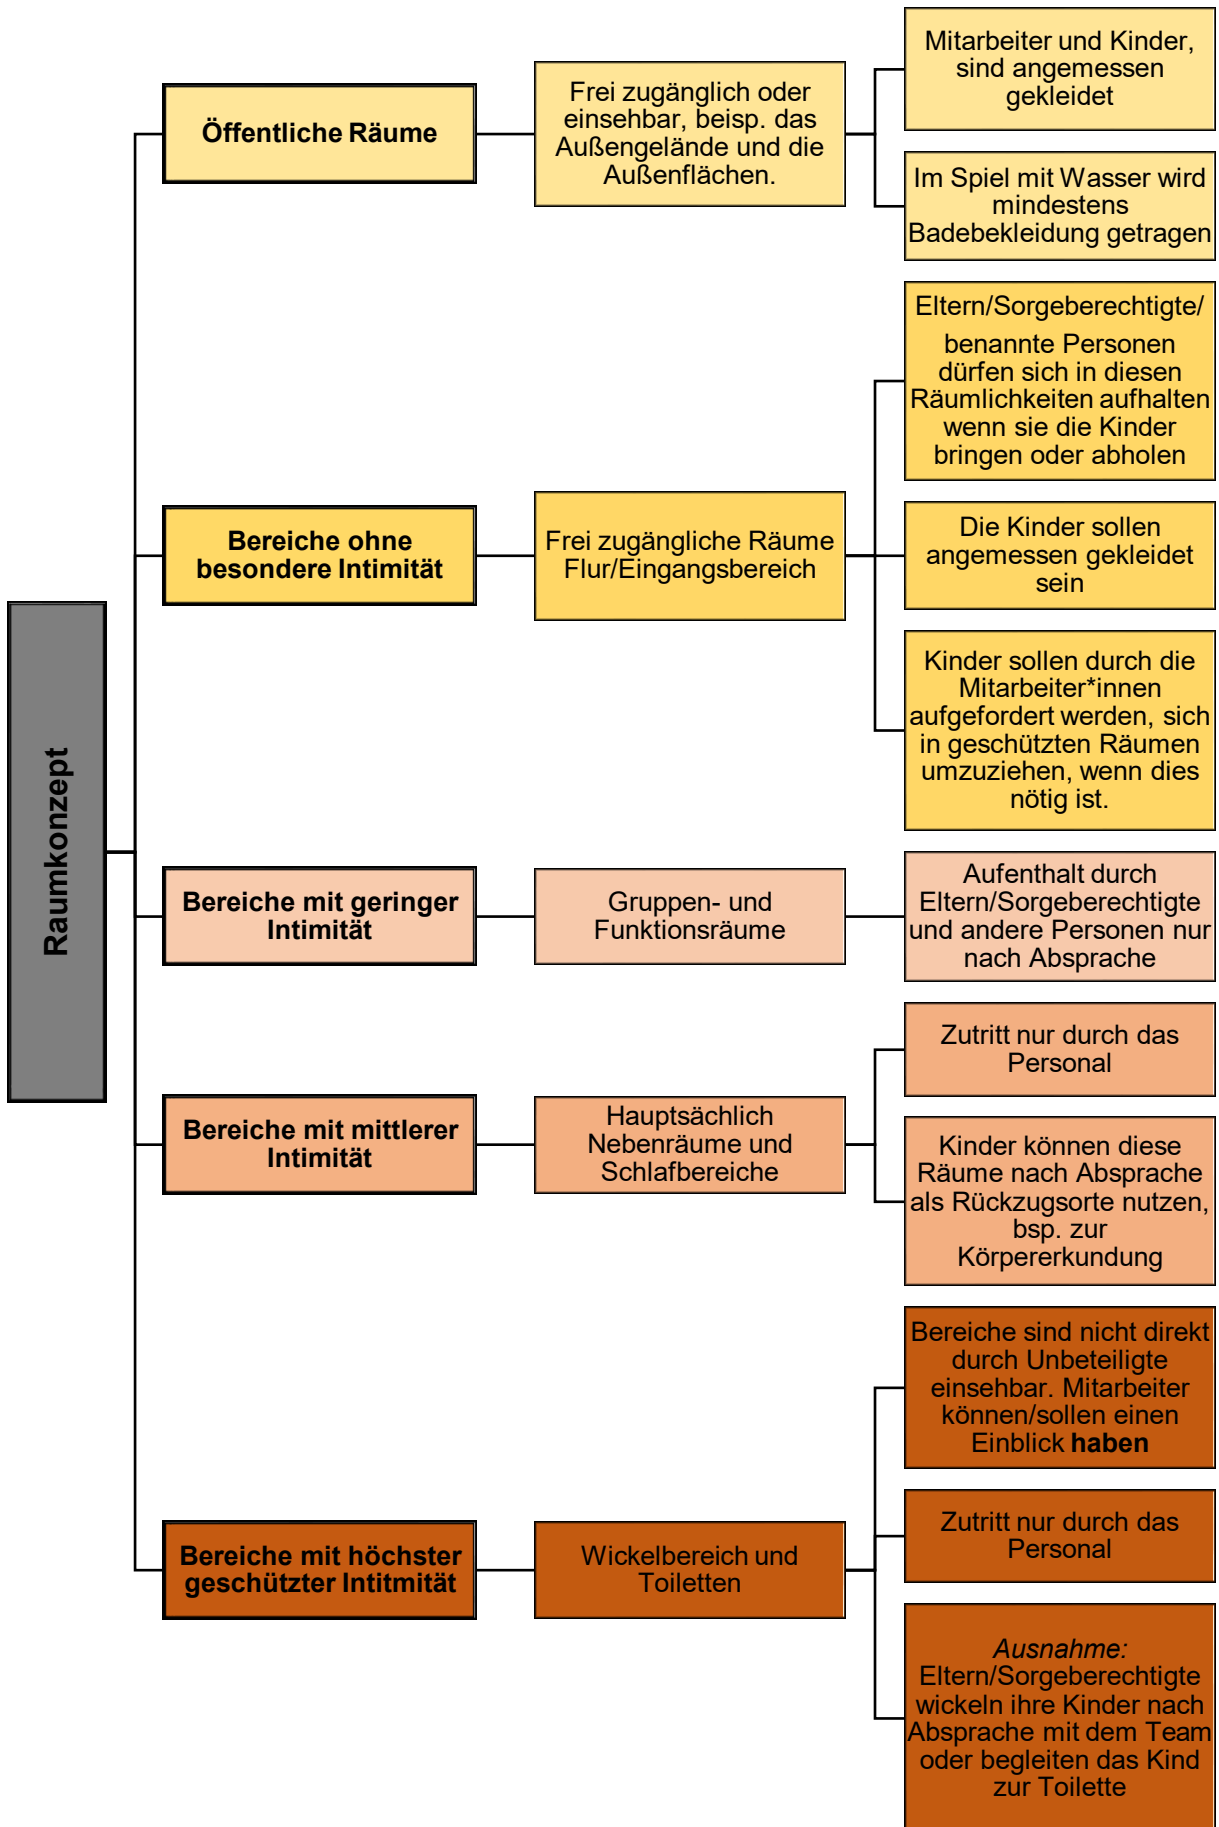 Raumkonzept
Öffentliche Räume
Frei zugänglich oder
einsehbar, beisp. das
Außengelände und die
Außenflächen.
Mitarbeiter und Kinder,
sind angemessen
gekleidet
Im Spiel mit Wasser wird
mindestens
Badebekleidung getragen
Bereiche ohne
besondere Intimität
Frei zugängliche Räume
Flur/Eingangsbereich
Eltern/Sorgeberechtigte/
benannte Personen
dürfen sich in diesen
Räumlichkeiten aufhalten
wenn sie die Kinder
bringen oder abholen
Die Kinder sollen
angemessen gekleidet
sein
Kinder sollen durch die
Mitarbeiter*innen
aufgefordert werden, sich
in geschützten Räumen
umzuziehen, wenn dies
nötig ist.
Bereiche mit geringer
Intimität
Gruppen- und
Funktionsräume
Aufenthalt durch
Eltern/Sorgeberechtigte
und andere Personen nur
nach Absprache
Bereiche mit mittlerer
Intimität
Hauptsächlich
Nebenräume und
Schlafbereiche
Zutritt nur durch das
Personal
Kinder können diese
Räume nach Absprache
als Rückzugsorte nutzen,
bsp. zur
Körpererkundung
Bereiche mit höchster
geschützter Intitmität
Wickelbereich und
Toiletten
Bereiche sind nicht direkt
durch Unbeteiligte
einsehbar. Mitarbeiter
können/sollen einen
Einblick haben
Zutritt nur durch das
Personal
Ausnahme:
Eltern/Sorgeberechtigte
wickeln ihre Kinder nach
Absprache mit dem Team
oder begleiten das Kind
zur Toilette